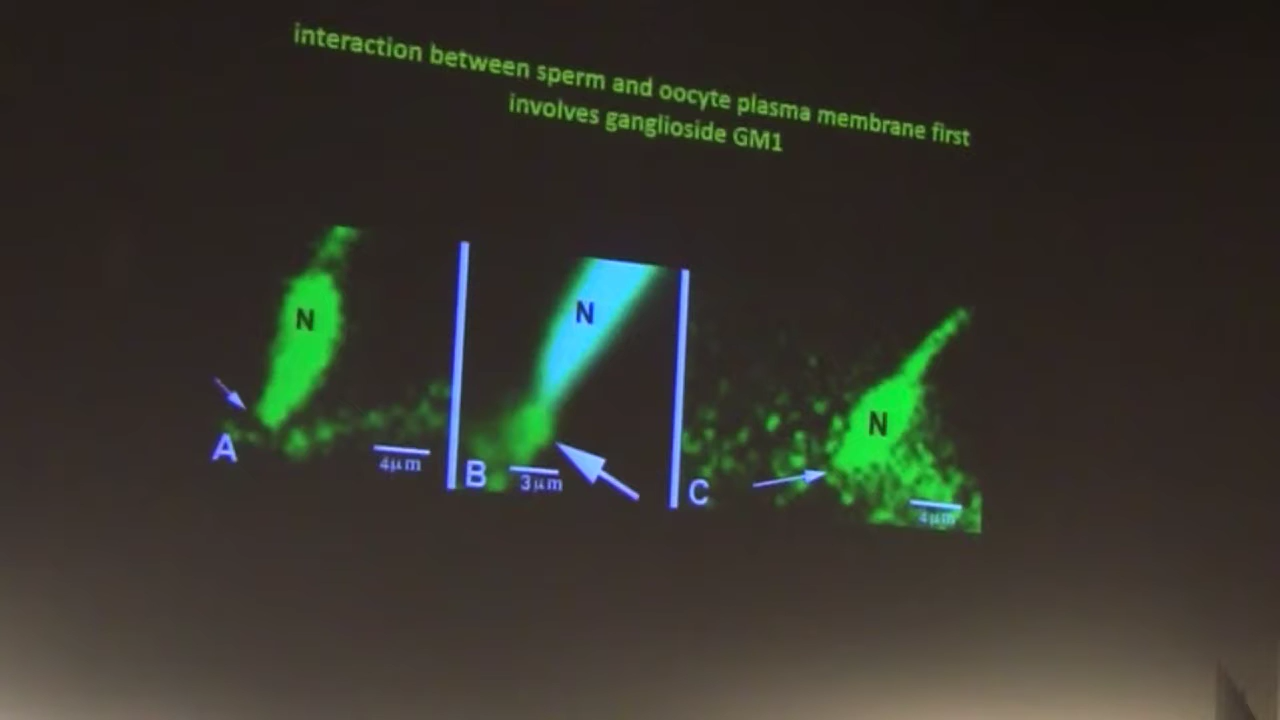 interaction between sperm and oocyte plasma membrane first
involves ganglioside GM1
N
A
4μm
N
B
3μm
N
C
4μm